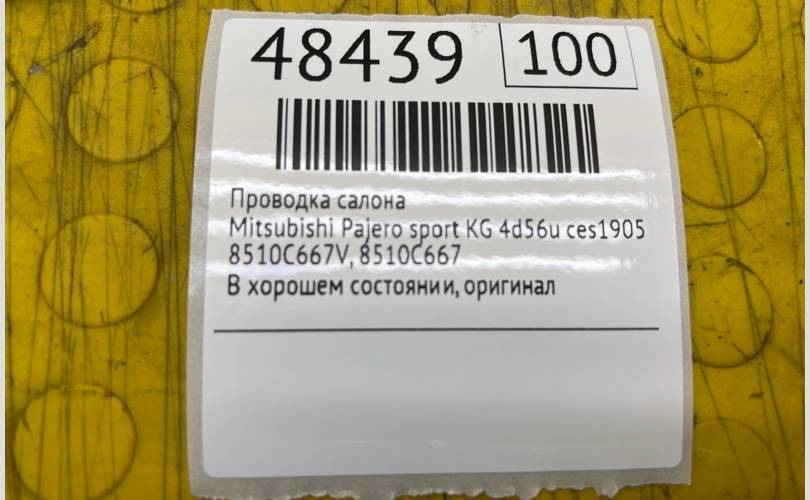 48439 100
Проводка салона
Mitsubishi Pajero sport KG 4d56u ces1905
8510C667V, 8510C667
В хорошем состоянии, оригинал